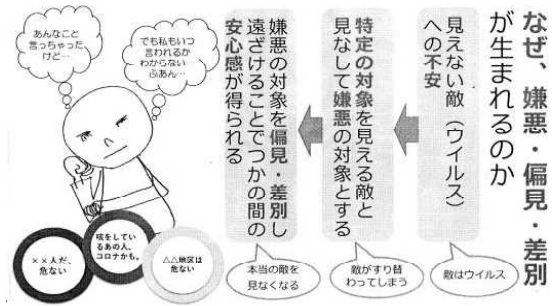 なぜ、嫌悪・偏見・差別
が生まれるのか
見えない敵（ウイルス）
への不安
敵はウイルス
特定の対象を見える敵と
見なして嫌悪の対象とする
敵がすり替
わってしまう
嫌悪の対象を偏見・差別し
遠ざけることでつかの間の
安心感が得られる
本当の敵を
見なくなる
でも私もいつ
言われるか
わからない
ふあん…
あんなこと
言っちゃった
けど…
××人だ、
危ない
咳をしてい
るあの人、
コロナかも。
△△地区は
危ない